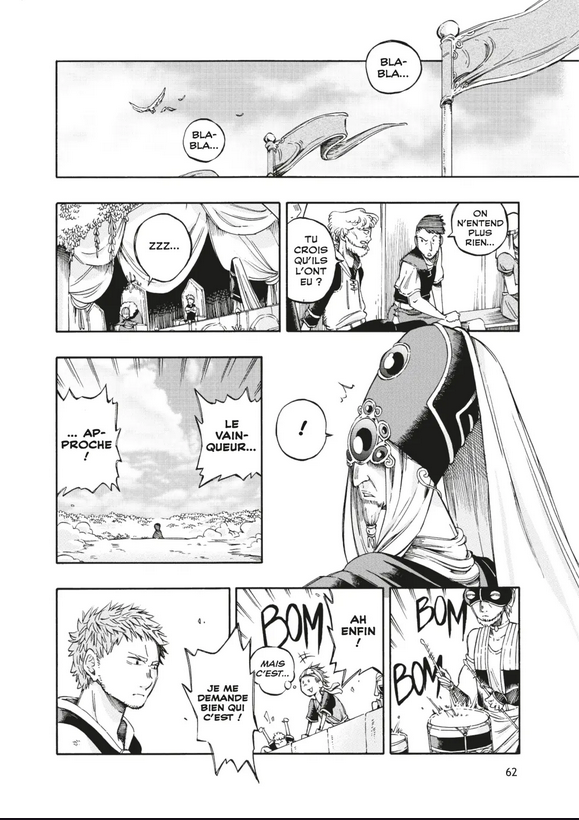 BLA-
BLA...
BLA-
BLA...
ON
N'ENTEND
PLUS
RIEN...
TU
CROIS
QU'ILS
L'ONT
EU ?
ZZZ...
!
LE
VAIN-
QUEUR...
... AP-
PROCHE
!
BOM
BOM
AH
ENFIN
!
BOM
MAIS
C'EST...
JE ME
DEMANDE
BIEN QUI
C'EST !
62